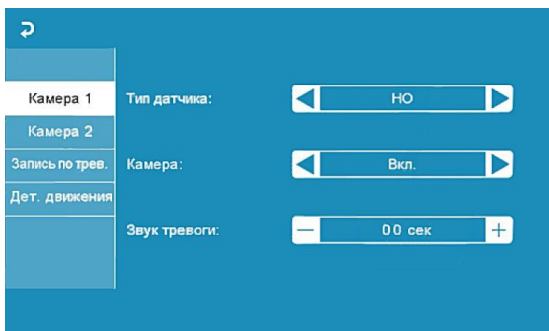 Камера 1
Тип датчика:
НО
Камера 2
Запись по трев.
Камера:
Вкл.
Дет. движения
Звук тревоги:
00 сек